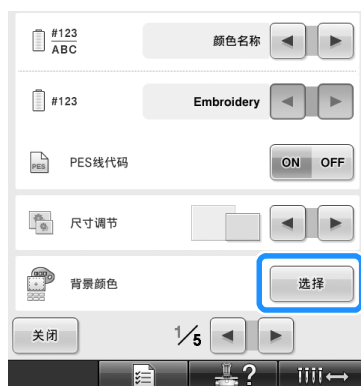 #123
ABC
颜色名称
#123
Embroidery
PES
PES线代码
ON OFF
尺寸调节
背景颜色
选择
关闭
1/5
?